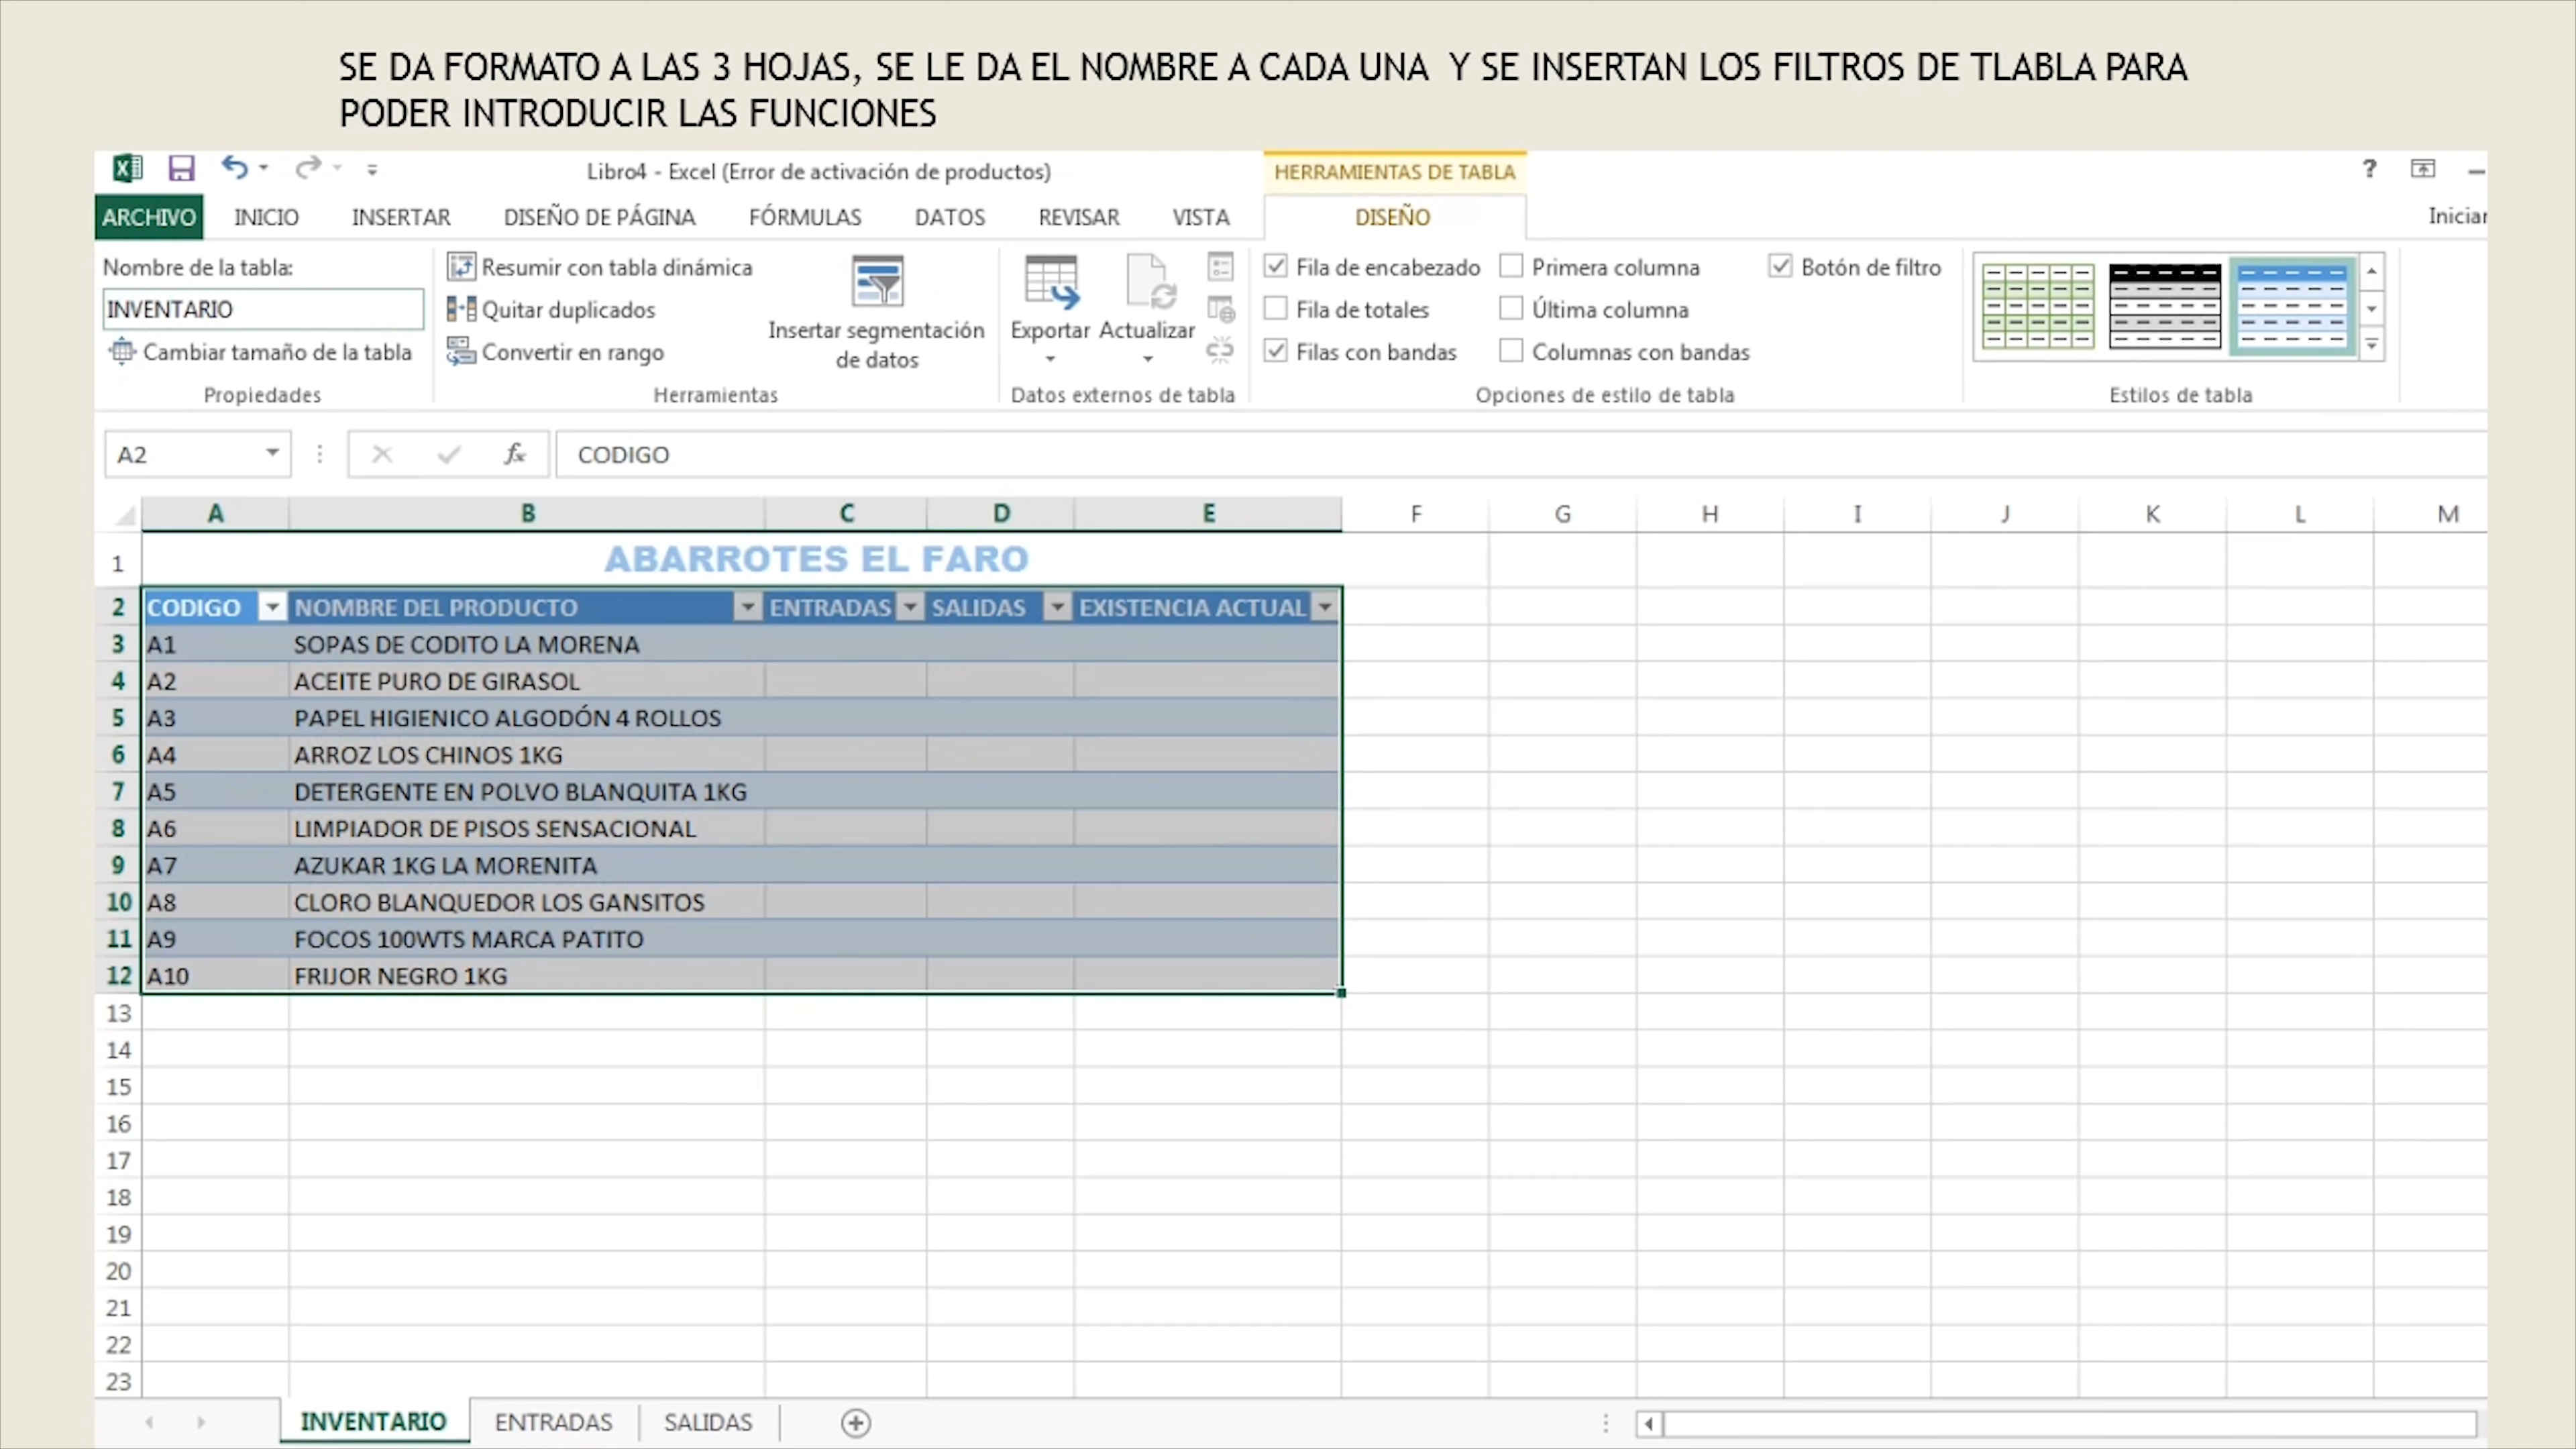 SE DA FORMATO A LAS 3 HOJAS, SE LE DA EL NOMBRE A CADA UNA Y SE INSERTAN LOS FILTROS DE TLABLA PARA
PODER INTRODUCIR LAS FUNCIONES
Libro4 - Excel (Error de activación de productos)
HERRAMIENTAS DE TABLA
?
ARCHIVO INICIO INSERTAR DISEÑO DE PÁGINA FÓRMULAS DATOS REVISAR VISTA DISEÑO Iniciar
Nombre de la tabla:
INVENTARIO
Cambiar tamaño de la tabla
Propiedades
Resumir con tabla dinámica
Quitar duplicados
Convertir en rango
Insertar segmentación
de datos
Herramientas
Exportar Actualizar
Datos externos de tabla
Fila de encabezado Primera columna Botón de filtro
Fila de totales Última columna
Filas con bandas Columnas con bandas
Opciones de estilo de tabla
Estilos de tabla
A2 fx CODIGO
A B C D E F G H I J K L M
1 ABARROTES EL FARO
2 CODIGO NOMBRE DEL PRODUCTO ENTRADAS SALIDAS EXISTENCIA ACTUAL
3 A1 SOPAS DE CODITO LA MORENA
4 A2 ACEITE PURO DE GIRASOL
5 A3 PAPEL HIGIENICO ALGODÓN 4 ROLLOS
6 A4 ARROZ LOS CHINOS 1KG
7 A5 DETERGENTE EN POLVO BLANQUITA 1KG
8 A6 LIMPIADOR DE PISOS SENSACIONAL
9 A7 AZUKAR 1KG LA MORENITA
10 A8 CLORO BLANQUEDOR LOS GANSITOS
11 A9 FOCOS 100WTS MARCA PATITO
12 A10 FRIJOR NEGRO 1KG
13
14
15
16
17
18
19
20
21
22
23
INVENTARIO ENTRADAS SALIDAS